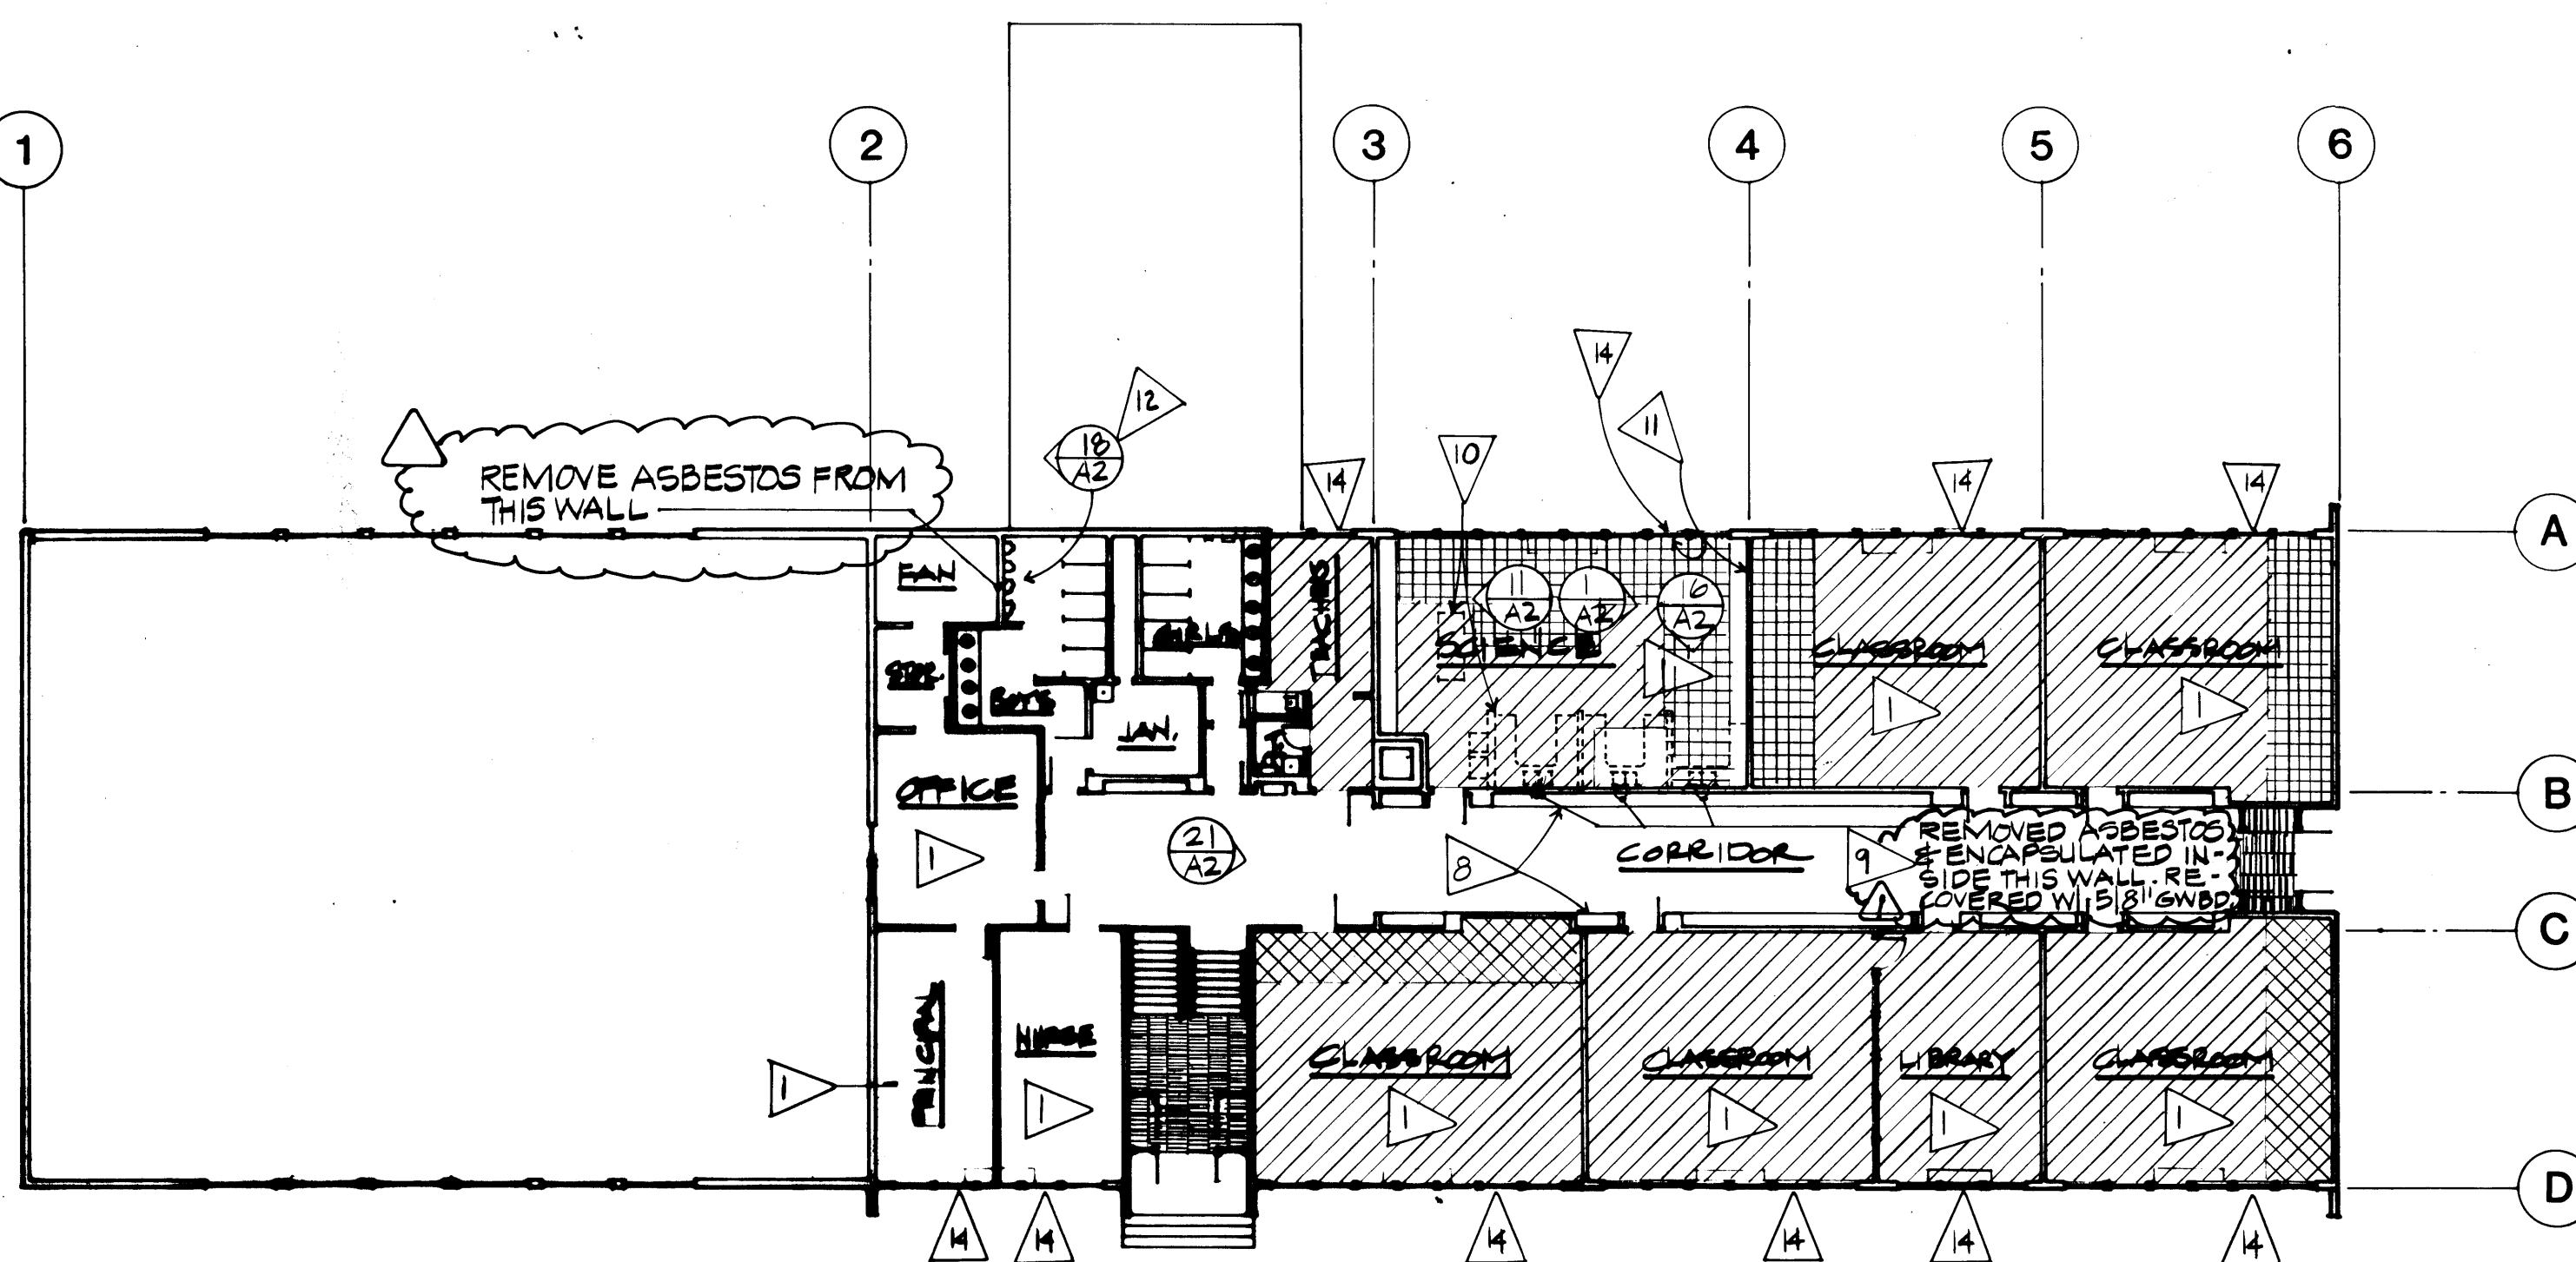 1
2
3
4
5
6
14
12
11
18
A2
10
REMOVE ASBESTOS FROM
THIS WALL
14
14
14
A
FAN
11
A2
1
A2
16
A2
TEACHERS
GIRLS
SCIENCE
CLASSROOM
CLASSROOM
STOR.
BOYS
1
1
1
JAN.
OFFICE
B
1
21
A2
8
CORRIDOR
9
REMOVED ASBESTOS
& ENCAPSULATED IN-
SIDE THIS WALL. RE-
COVERED W/ 5/8" GWBD.
1
C
PRINCIPAL
NURSE
CLASSROOM
CLASSROOM
LIBRARY
CLASSROOM
1
1
1
1
1
1
D
14
14
14
14
14
14